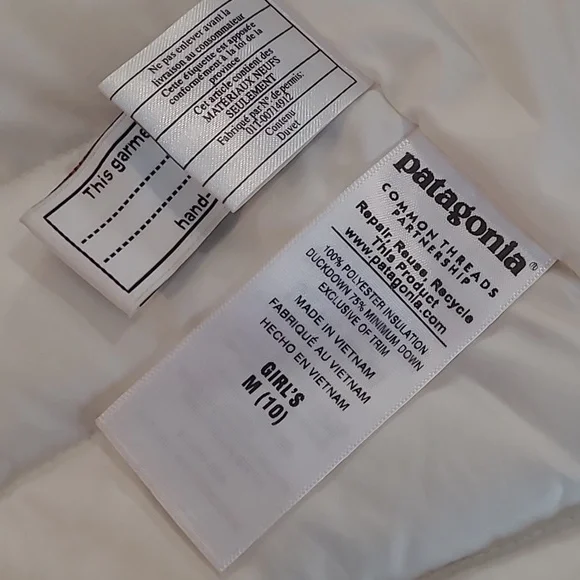 Ne pas enlever avant la
livraison au consommateur
Cette étiquette est apposée
conformément à la loi de la
province
Cet article contient des
MATÉRIAUX NEUFS
SEULEMENT
Fabriqué par Nº de permis:
Contenu
Duvet
This garme
hand-
patagonia®
COMMON THREADS
PARTNERSHIP
Repair, Reuse, Recycle
This Product
www.patagonia.com
100% POLYESTER INSULATION
DUCKDOWN 75% MINIMUM DOWN
EXCLUSIVE OF TRIM
MADE IN VIETNAM
FABRIQUÉ AU VIETNAM
HECHO EN VIETNAM
GIRL'S
M (10)